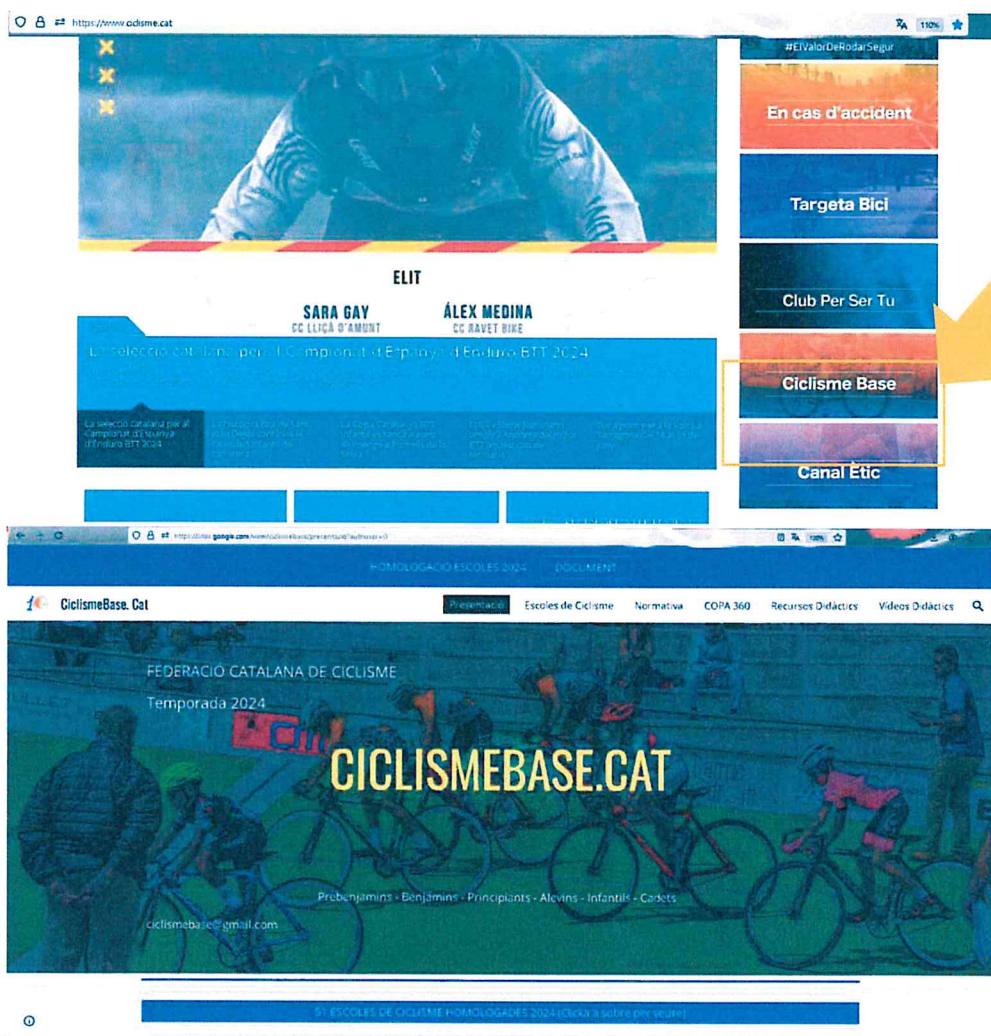 https://www.ciclisme.cat
110%
#ElValorDeRodarSegur
En cas d'accident
Targeta Bici
Club Per Ser Tu
Ciclisme Base
Canal Ètic
ELIT
SARA GAY
CC LLIÇÀ D'AMUNT
ÁLEX MEDINA
CC RAVET BIKE
La selecció catalana per al Campionat d'Espanya d'Enduro BTT 2024
La selecció catalana per al
Campionat d'Espanya
d'Enduro BTT 2024
HOMOLOGACIÓ ESCOLES 2024 DOCUMENT
CiclismeBase. Cat
Presentació Escoles de Ciclisme Normativa COPA 360 Recursos Didàctics Vídeos Didàctics
FEDERACIÓ CATALANA DE CICLISME
Temporada 2024
CICLISMEBASE.CAT
Prebenjamins - Benjamins - Principiants - Alevins - Infantils - Cadets
ciclismebase@gmail.com
51 ESCOLES DE CICLISME HOMOLOGADES 2024 (Clicka a sobre per veure)